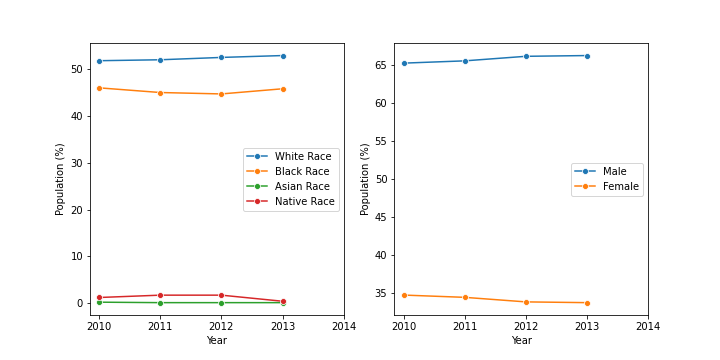 50
40
30
20
10
0
Population (%)
2010 2011 2012 2013 2014
Year
White Race
Black Race
Asian Race
Native Race
65
60
55
50
45
40
35
Population (%)
2010 2011 2012 2013 2014
Year
Male
Female